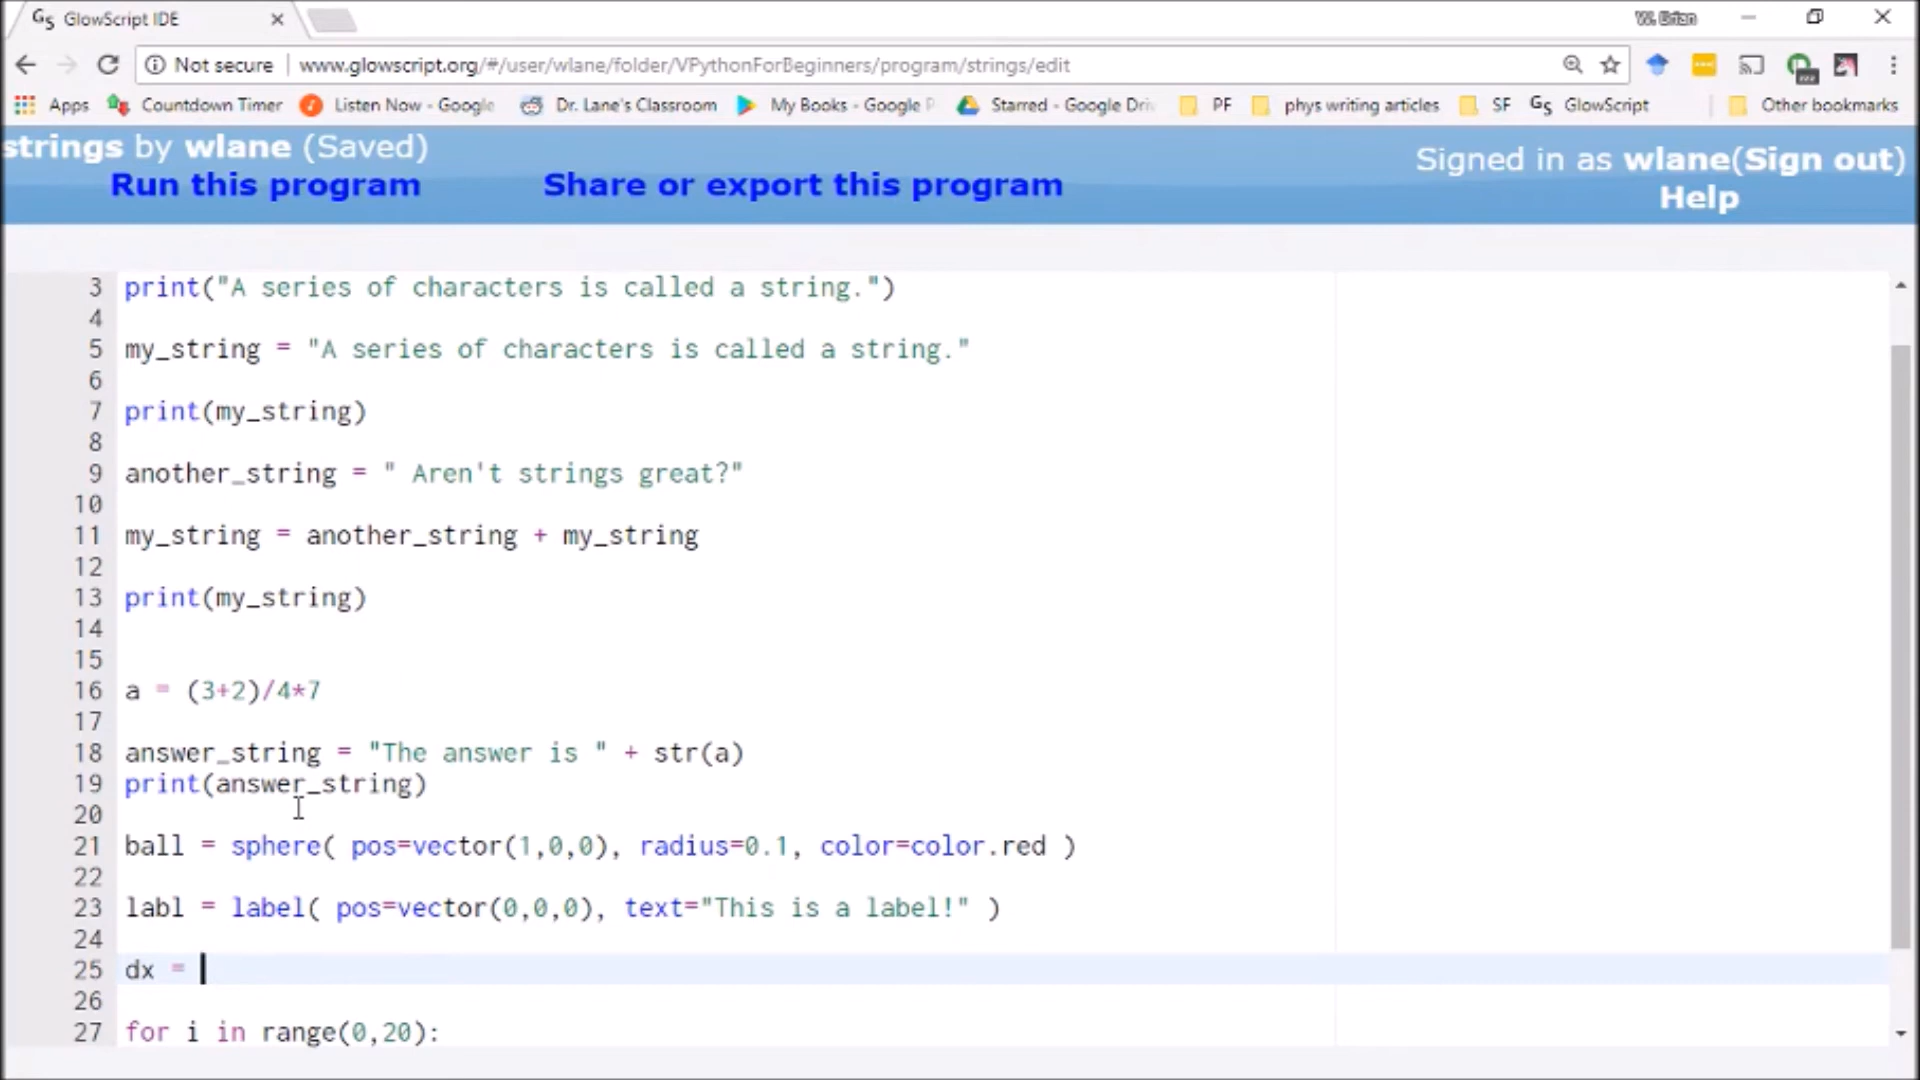 GS GlowScript IDE
W. Brian
Not secure www.glowscript.org/#/user/wlane/folder/VPythonForBeginners/program/strings/edit
Apps Countdown Timer Listen Now - Google Dr. Lane's Classroom My Books - Google P Starred - Google Driv PF phys writing articles SF GS GlowScript Other bookmarks
strings by wlane (Saved)
Signed in as wlane(Sign out)
Run this program Share or export this program
Help
3 print("A series of characters is called a string.")
4
5 my_string = "A series of characters is called a string."
6
7 print(my_string)
8
9 another_string = " Aren't strings great?"
10
11 my_string = another_string + my_string
12
13 print(my_string)
14
15
16 a = (3+2)/4*7
17
18 answer_string = "The answer is " + str(a)
19 print(answer_string)
20
21 ball = sphere( pos=vector(1,0,0), radius=0.1, color=color.red )
22
23 labl = label( pos=vector(0,0,0), text="This is a label!" )
24
25 dx =
26
27 for i in range(0,20):